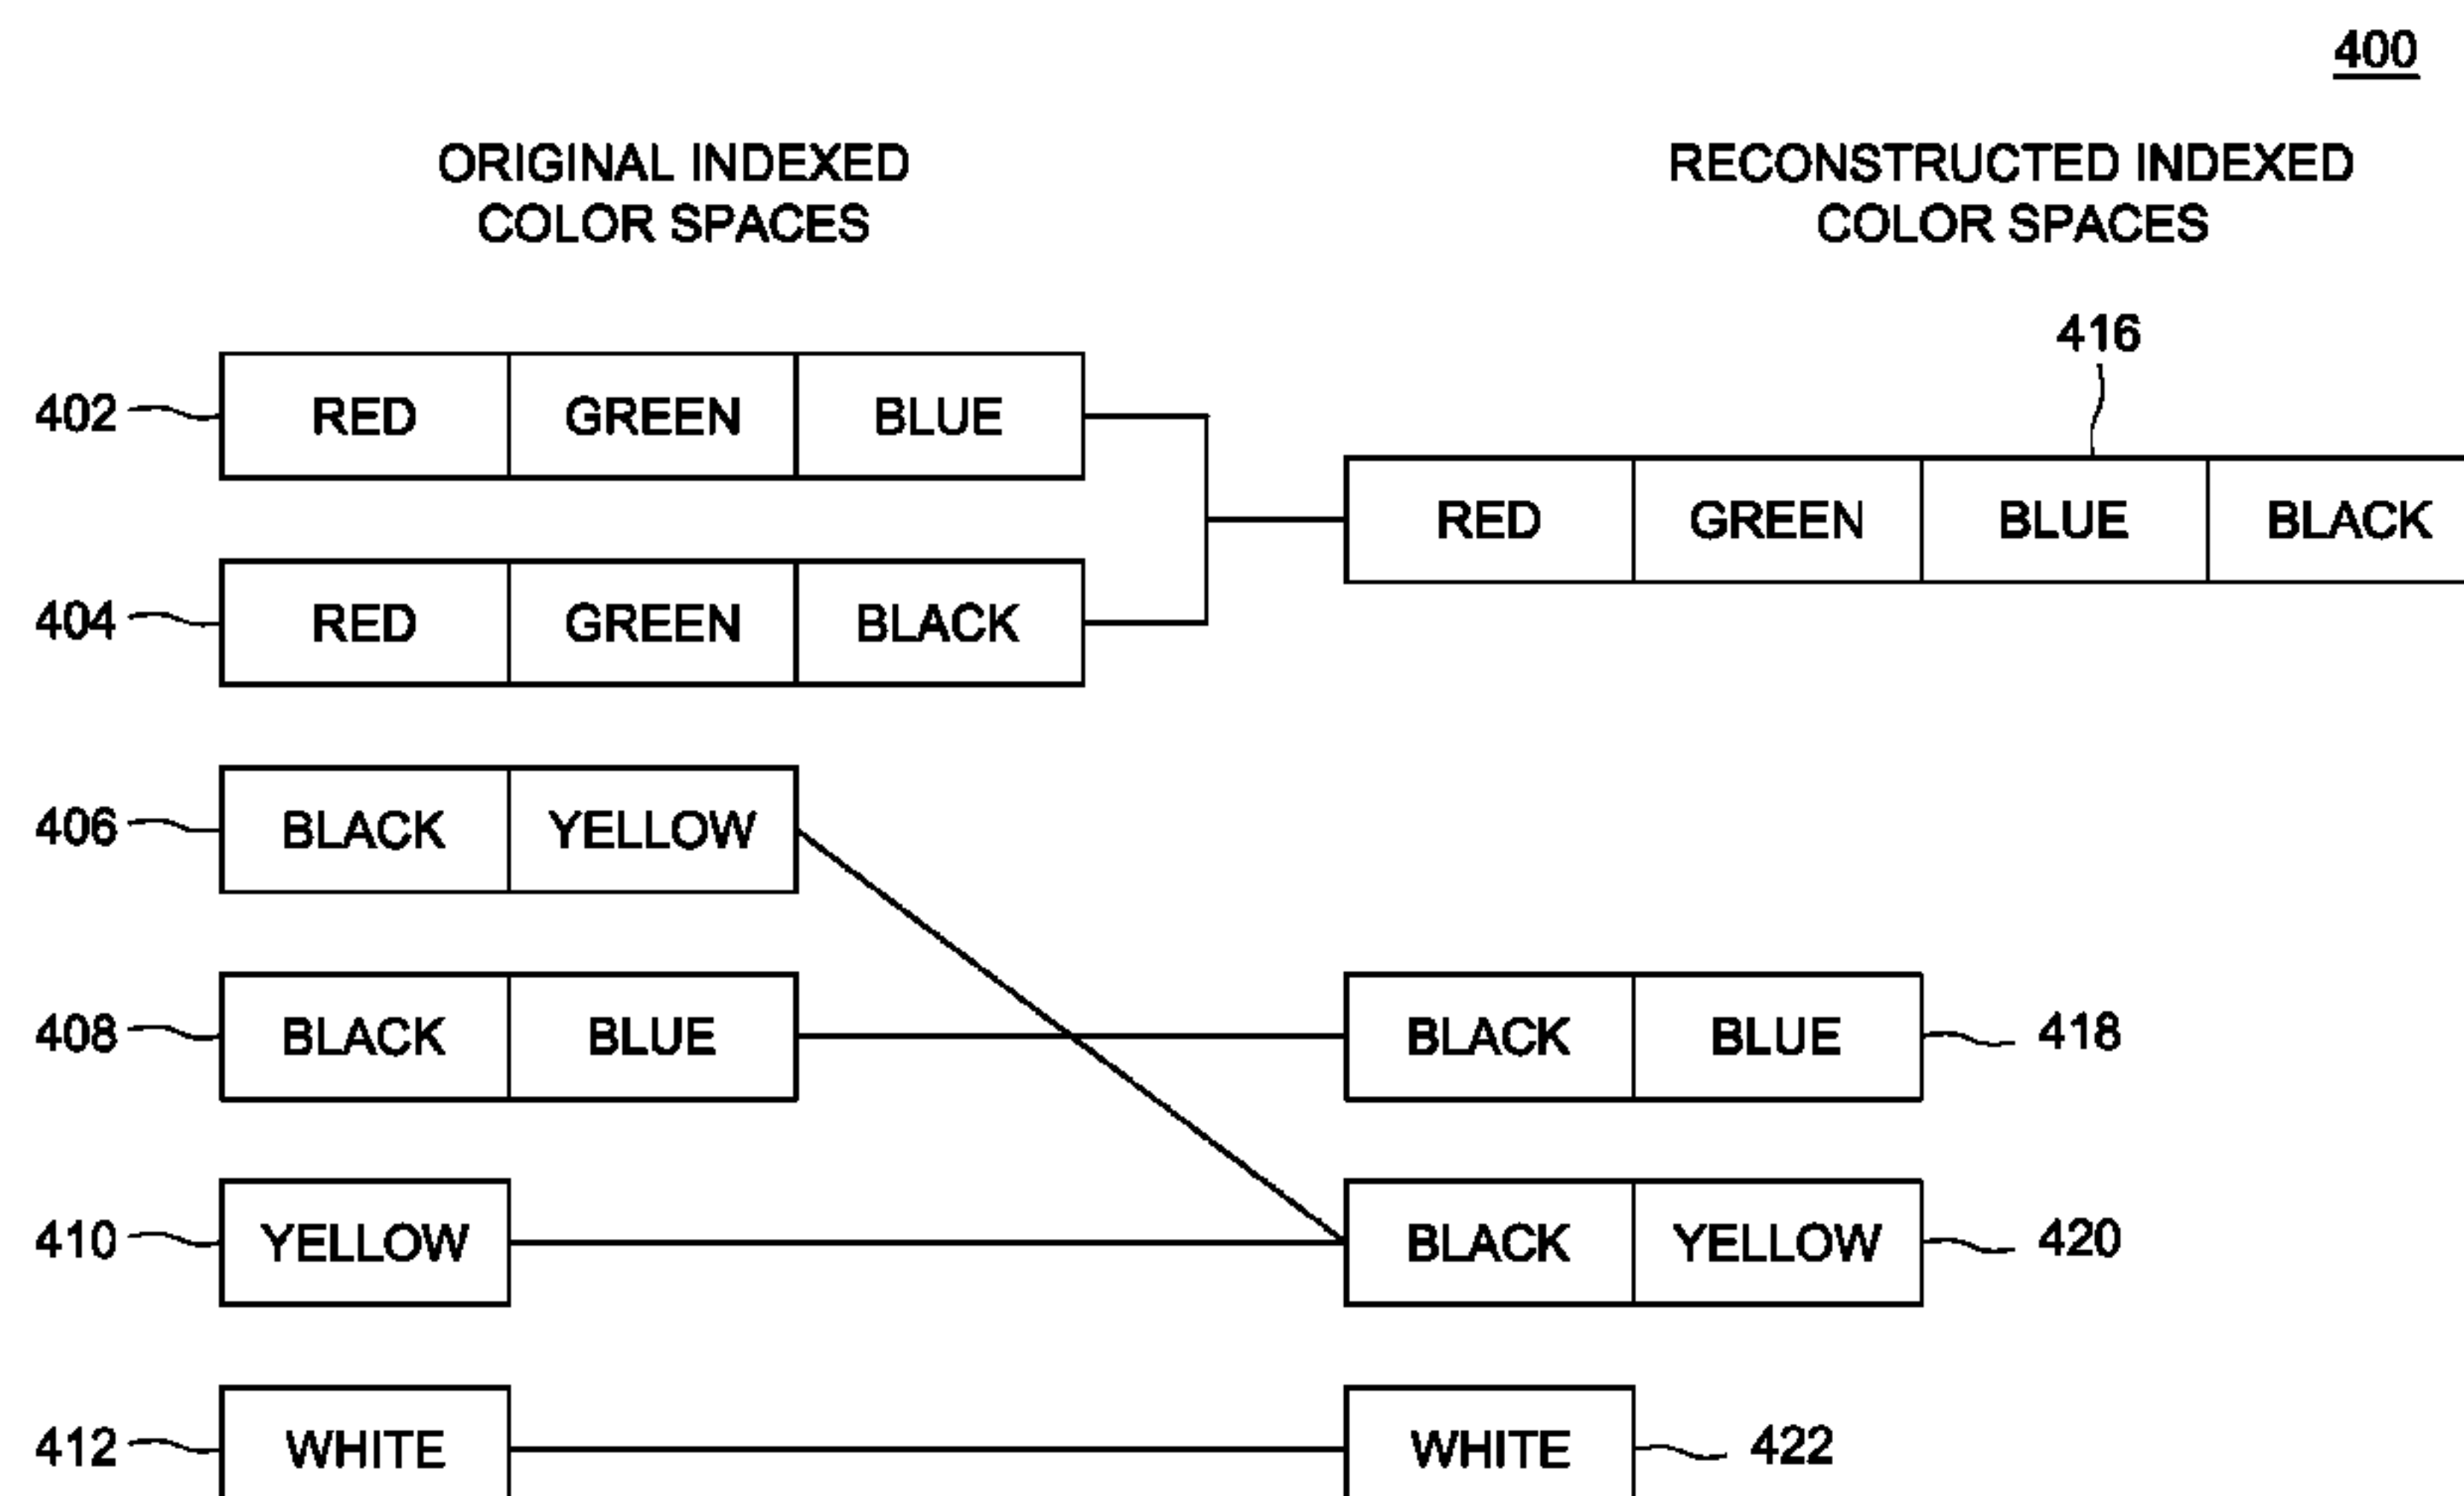 400
ORIGINAL INDEXED
COLOR SPACES
RECONSTRUCTED INDEXED
COLOR SPACES
416
402 RED GREEN BLUE
RED GREEN BLUE BLACK
404 RED GREEN BLACK
406 BLACK YELLOW
408 BLACK BLUE BLACK BLUE 418
410 YELLOW BLACK YELLOW 420
412 WHITE WHITE 422